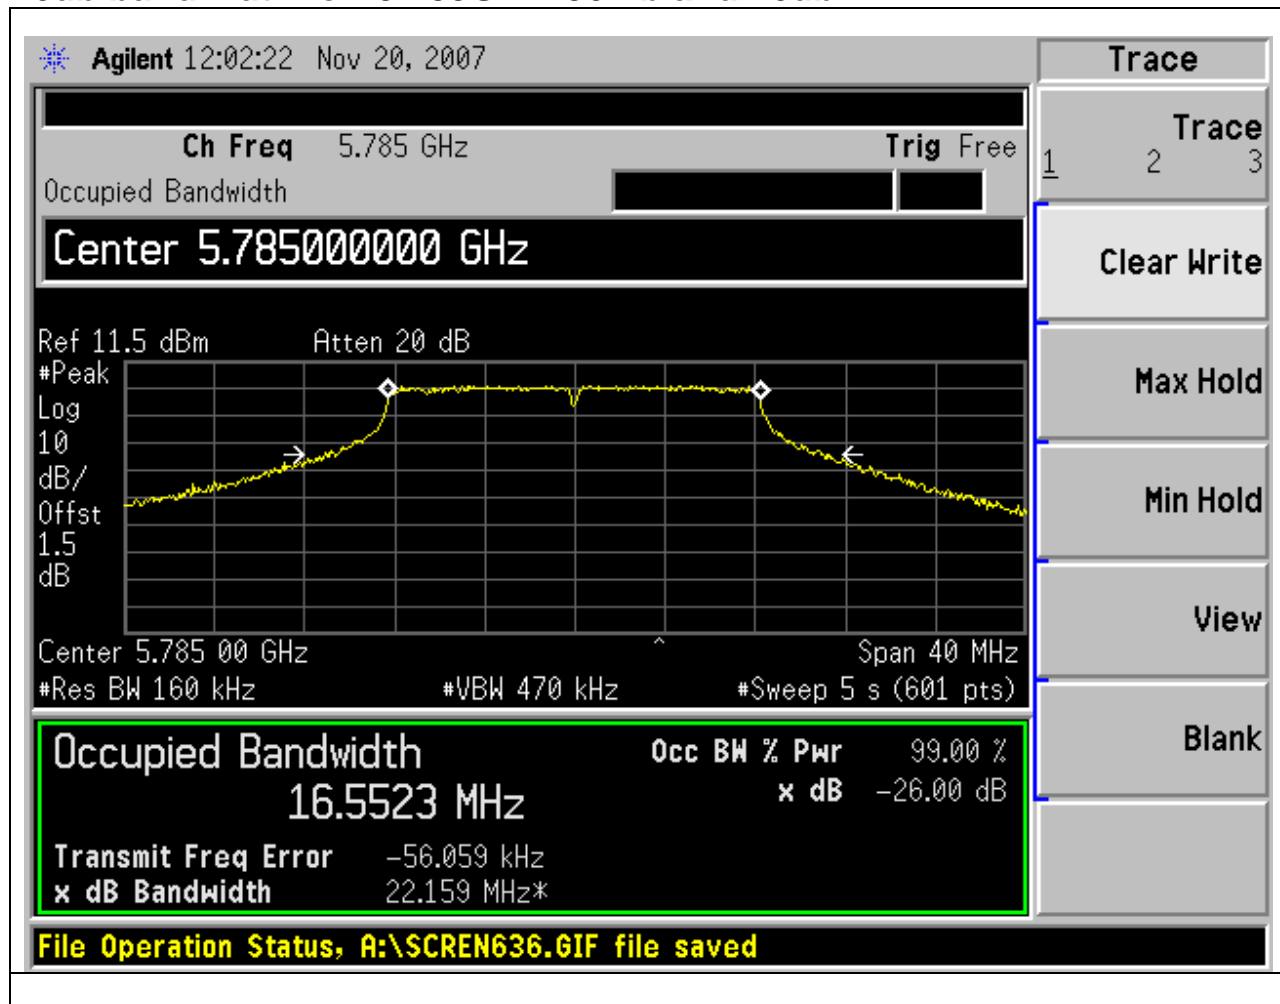 Agilent 12:02:22 Nov 20, 2007
Trace
Ch Freq 5.785 GHz Trig Free
Occupied Bandwidth
Center 5.785000000 GHz
Ref 11.5 dBm Atten 20 dB
#Peak
Log
10
dB/
Offst
1.5
dB
Center 5.785 00 GHz Span 40 MHz
#Res BW 160 kHz #VBW 470 kHz #Sweep 5 s (601 pts)
Occupied Bandwidth
16.5523 MHz
Occ BW % Pwr 99.00 %
x dB -26.00 dB
Transmit Freq Error -56.059 kHz
x dB Bandwidth 22.159 MHz*
File Operation Status, A:\SCREN636.GIF file saved
Trace
1 2 3
Clear Write
Max Hold
Min Hold
View
Blank